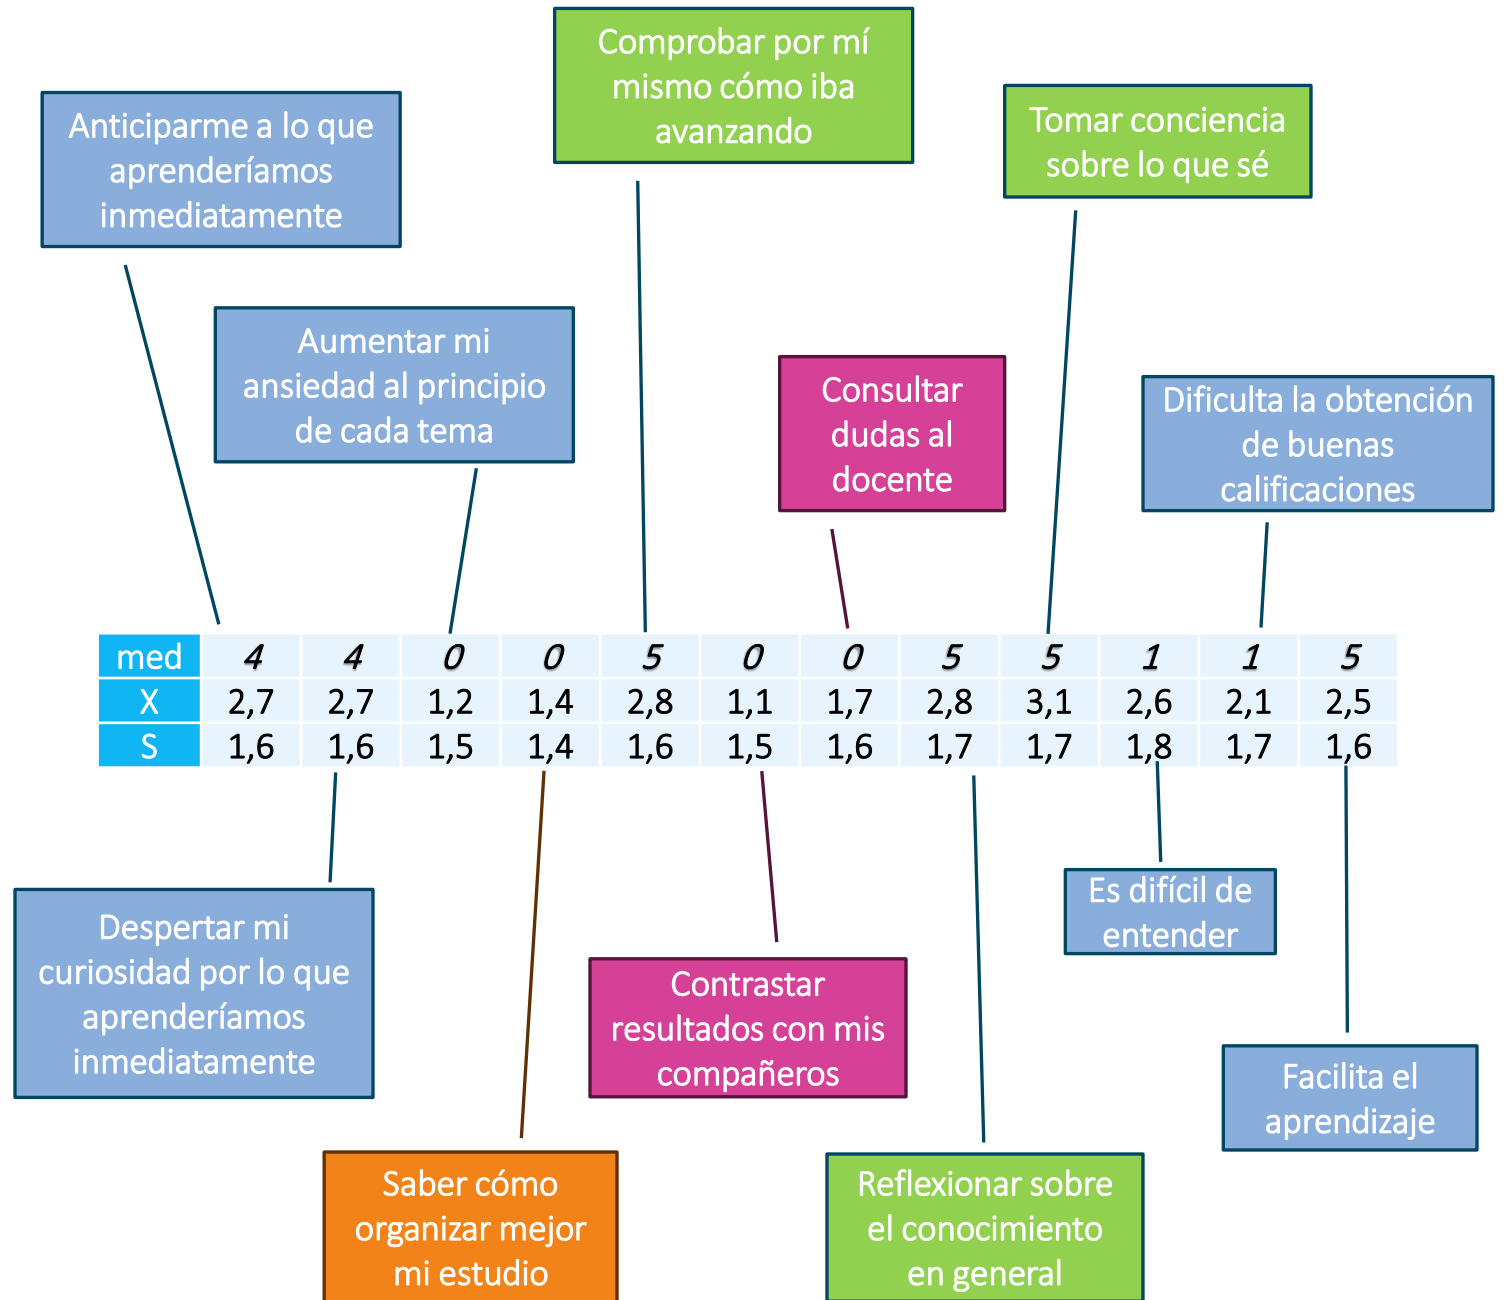 Comprobar por mí
mismo cómo iba
avanzando
Anticiparme a lo que
aprenderíamos
inmediatamente
Tomar conciencia
sobre lo que sé
Aumentar mi
ansiedad al principio
de cada tema
Consultar
dudas al
docente
Dificulta la obtención
de buenas
calificaciones
med 4 4 0 0 5 0 0 5 5 1 1 5
X 2,7 2,7 1,2 1,4 2,8 1,1 1,7 2,8 3,1 2,6 2,1 2,5
S 1,6 1,6 1,5 1,4 1,6 1,5 1,6 1,7 1,7 1,8 1,7 1,6
Despertar mi
curiosidad por lo que
aprenderíamos
inmediatamente
Es difícil de
entender
Contrastar
resultados con mis
compañeros
Facilita el
aprendizaje
Saber cómo
organizar mejor
mi estudio
Reflexionar sobre
el conocimiento
en general